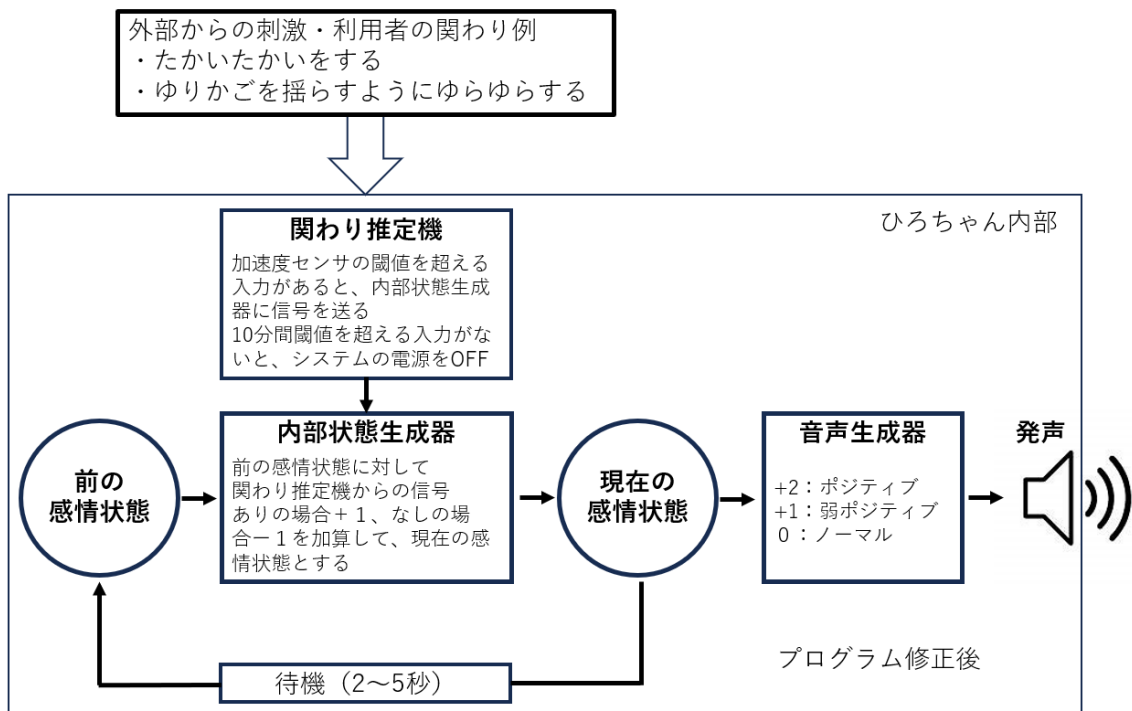 外部からの刺激・利用者の関わり例
・たかいたかいをする
・ゆりかごを揺らすようにゆらゆらする
ひろちゃん内部
関わり推定機
加速度センサの閾値を超える
入力があると、内部状態生成
器に信号を送る
10分間閾値を超える入力がな
いと、システムの電源をOFF
前の
感情状態
内部状態生成器
前の感情状態に対して
関わり推定機からの信号
ありの場合+1、なしの場
合ー1を加算して、現在の感
情状態とする
現在の
感情状態
音声生成器
+2：ポジティブ
+1：弱ポジティブ
0：ノーマル
発声
プログラム修正後
待機（2〜5秒）